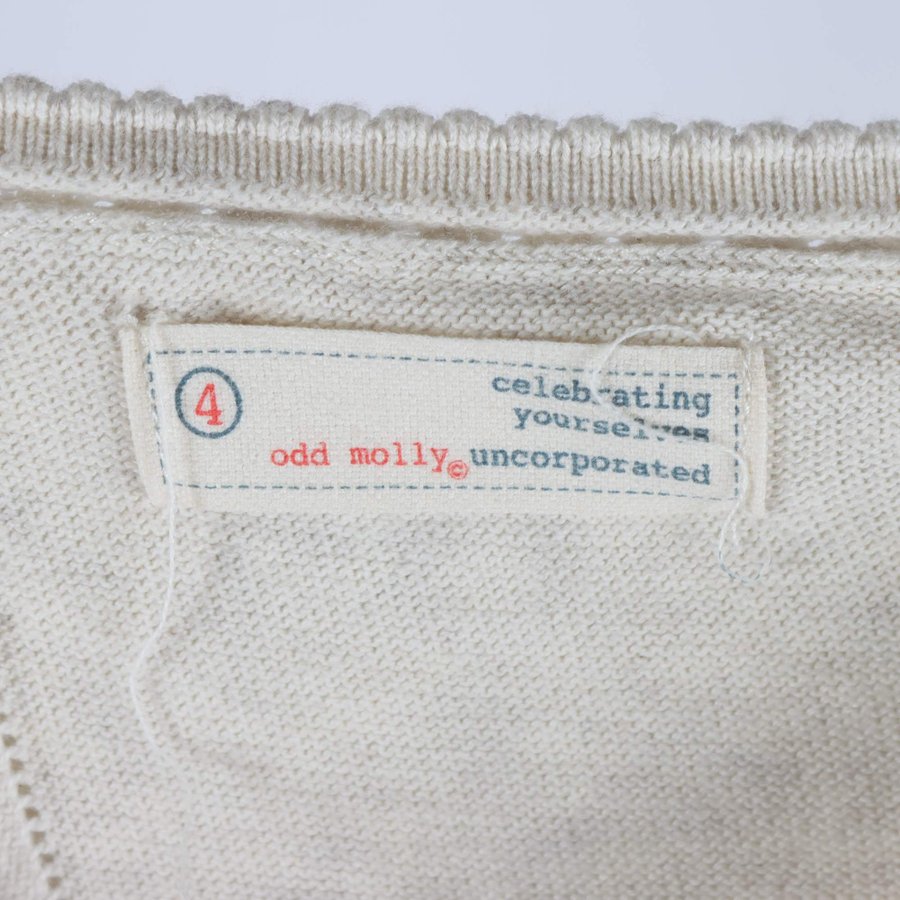 4
celebrating
yourselves
odd molly© uncorporated